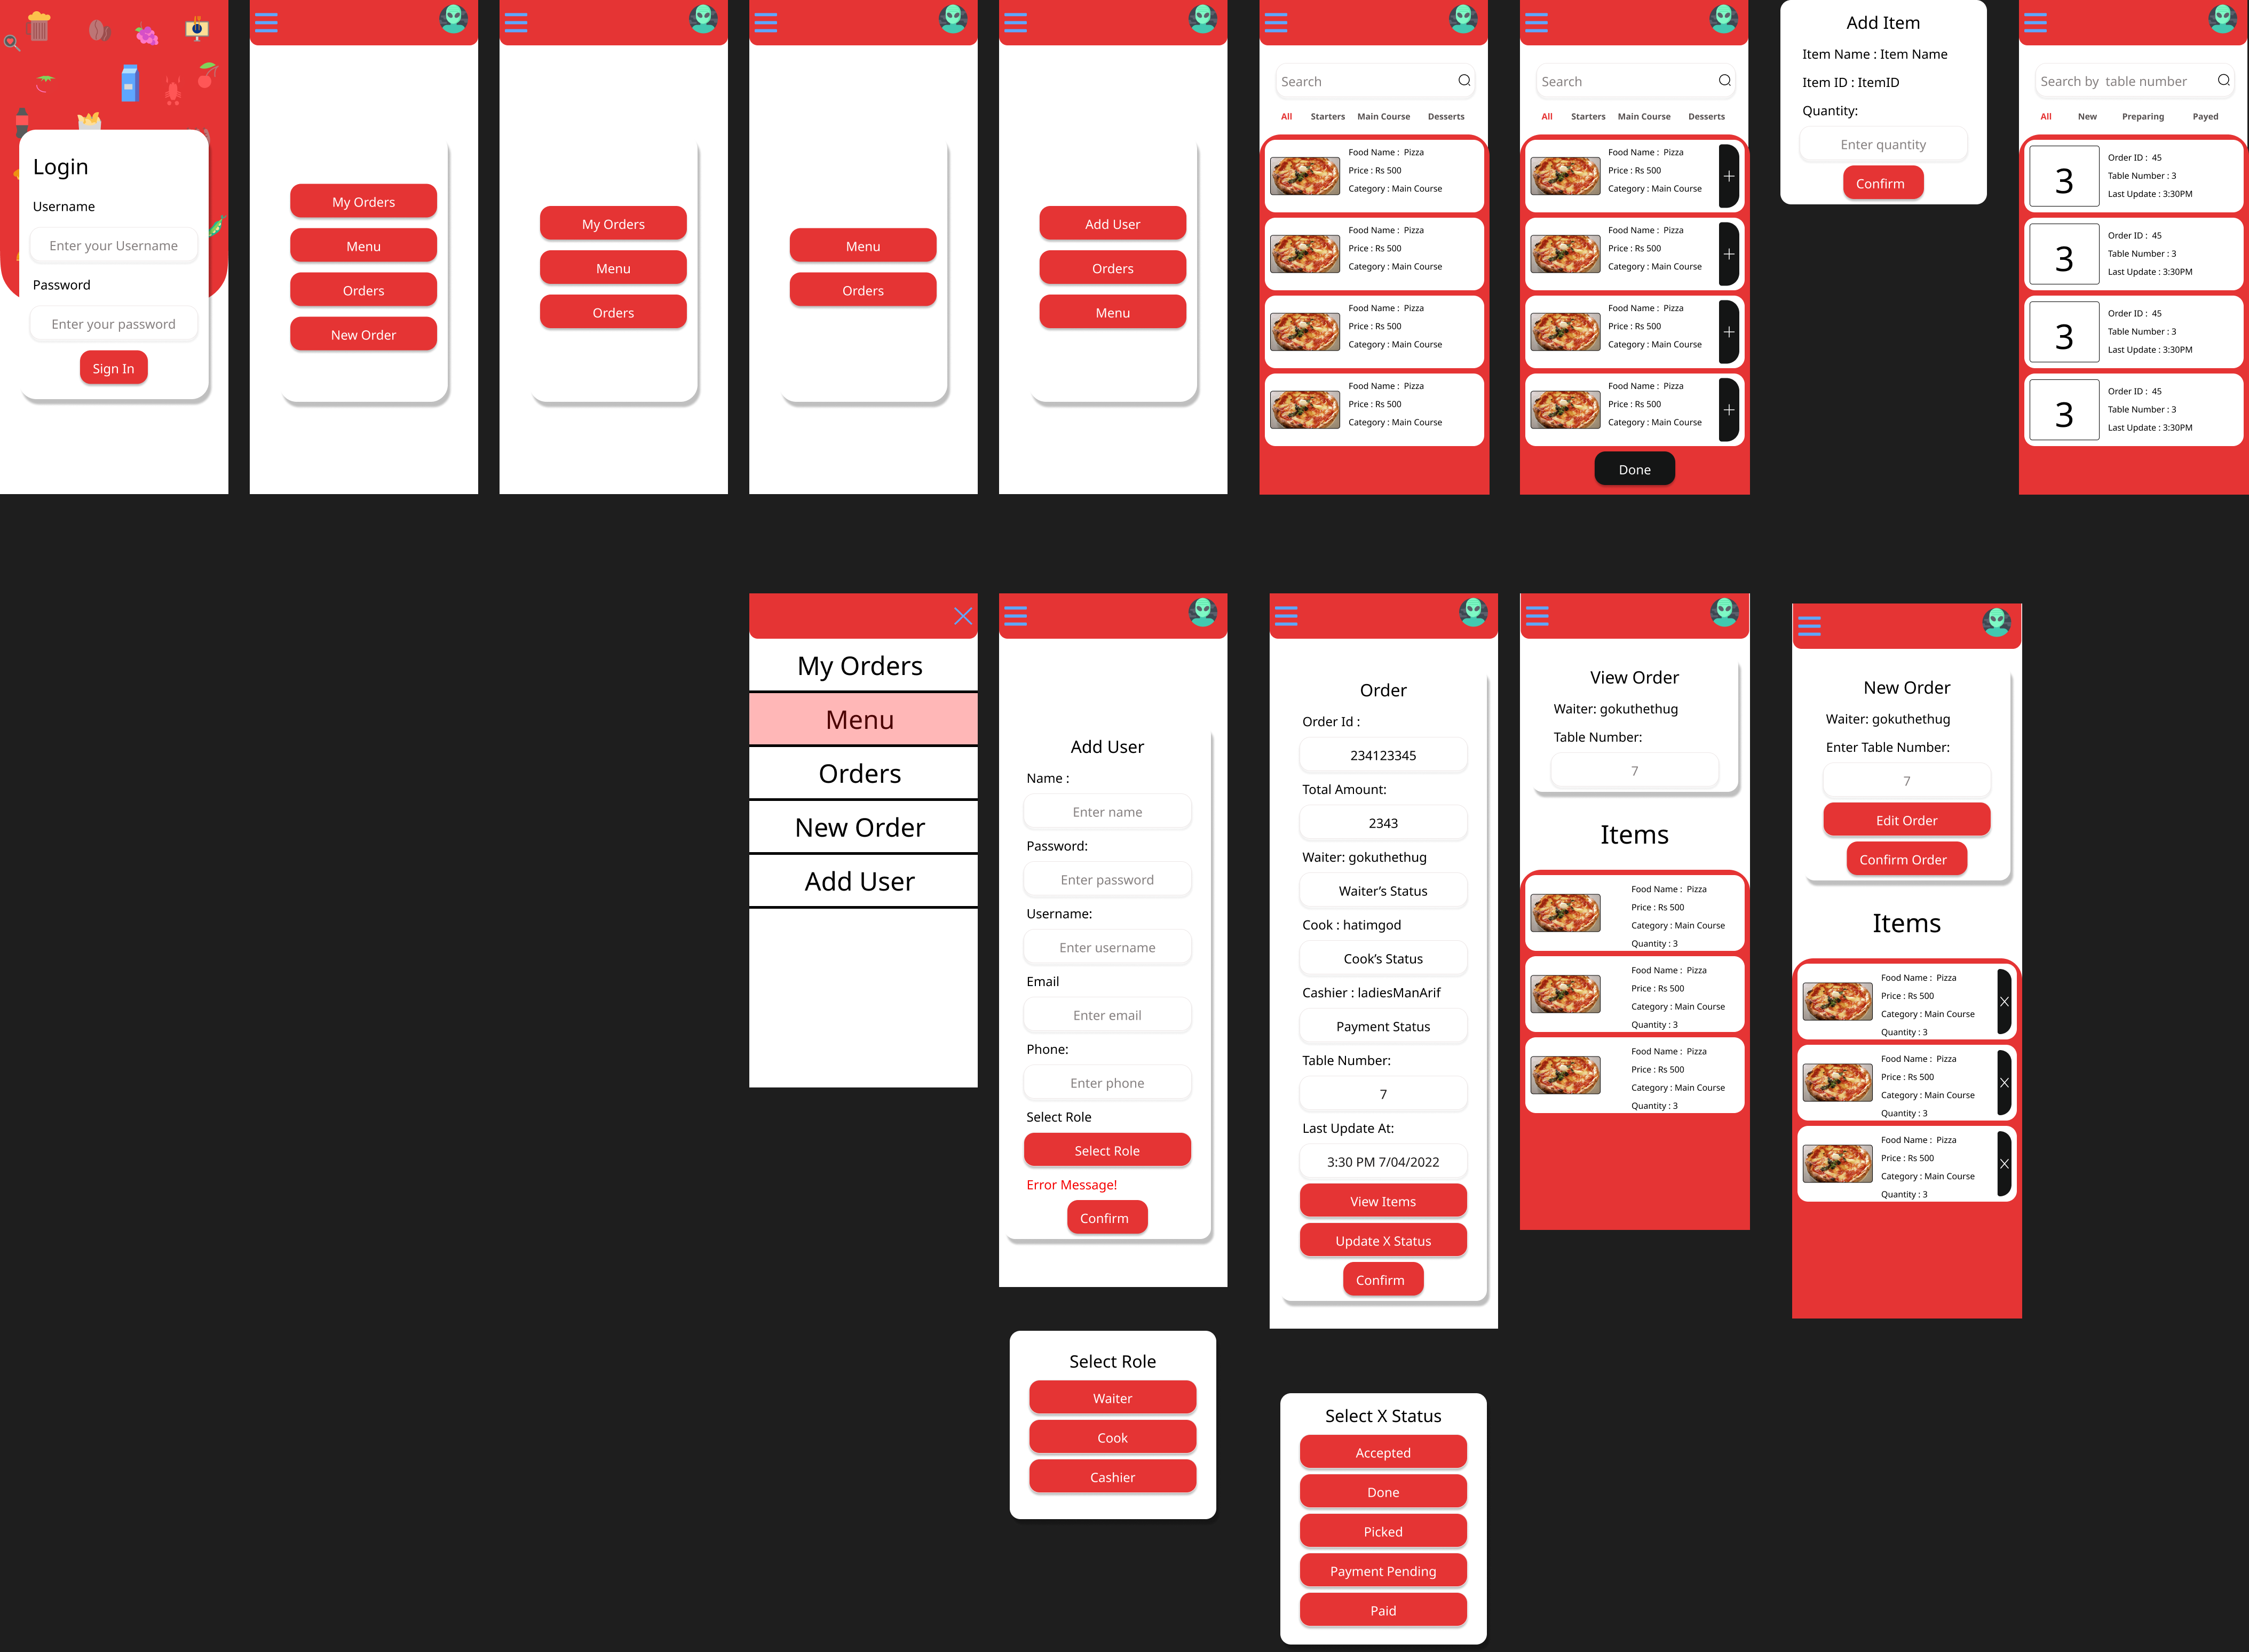 Login
Username
Enter your Username
Password
Enter your password
Sign In
My Orders
Menu
Orders
New Order
My Orders
Menu
Orders
Menu
Orders
Add User
Orders
Menu
Search
All Starters Main Course Desserts
Food Name : Pizza
Price : Rs 500
Category : Main Course
Food Name : Pizza
Price : Rs 500
Category : Main Course
Food Name : Pizza
Price : Rs 500
Category : Main Course
Food Name : Pizza
Price : Rs 500
Category : Main Course
Search
All Starters Main Course Desserts
Food Name : Pizza
Price : Rs 500
Category : Main Course
Food Name : Pizza
Price : Rs 500
Category : Main Course
Food Name : Pizza
Price : Rs 500
Category : Main Course
Food Name : Pizza
Price : Rs 500
Category : Main Course
Done
Add Item
Item Name : Item Name
Item ID : ItemID
Quantity:
Enter quantity
Confirm
Search by table number
All New Preparing Payed
3
Order ID : 45
Table Number : 3
Last Update : 3:30PM
3
Order ID : 45
Table Number : 3
Last Update : 3:30PM
3
Order ID : 45
Table Number : 3
Last Update : 3:30PM
3
Order ID : 45
Table Number : 3
Last Update : 3:30PM
My Orders
Menu
Orders
New Order
Add User
Add User
Name :
Enter name
Password:
Enter password
Username:
Enter username
Email
Enter email
Phone:
Enter phone
Select Role
Select Role
Error Message!
Confirm
Select Role
Waiter
Cook
Cashier
Order
Order Id :
234123345
Total Amount:
2343
Waiter: gokuthethug
Waiter’s Status
Cook : hatimgod
Cook’s Status
Cashier : ladiesManArif
Payment Status
Table Number:
7
Last Update At:
3:30 PM 7/04/2022
View Items
Update X Status
Confirm
Select X Status
Accepted
Done
Picked
Payment Pending
Paid
View Order
Waiter: gokuthethug
Table Number:
7
Items
Food Name : Pizza
Price : Rs 500
Category : Main Course
Quantity : 3
Food Name : Pizza
Price : Rs 500
Category : Main Course
Quantity : 3
Food Name : Pizza
Price : Rs 500
Category : Main Course
Quantity : 3
New Order
Waiter: gokuthethug
Enter Table Number:
7
Edit Order
Confirm Order
Items
Food Name : Pizza
Price : Rs 500
Category : Main Course
Quantity : 3
Food Name : Pizza
Price : Rs 500
Category : Main Course
Quantity : 3
Food Name : Pizza
Price : Rs 500
Category : Main Course
Quantity : 3